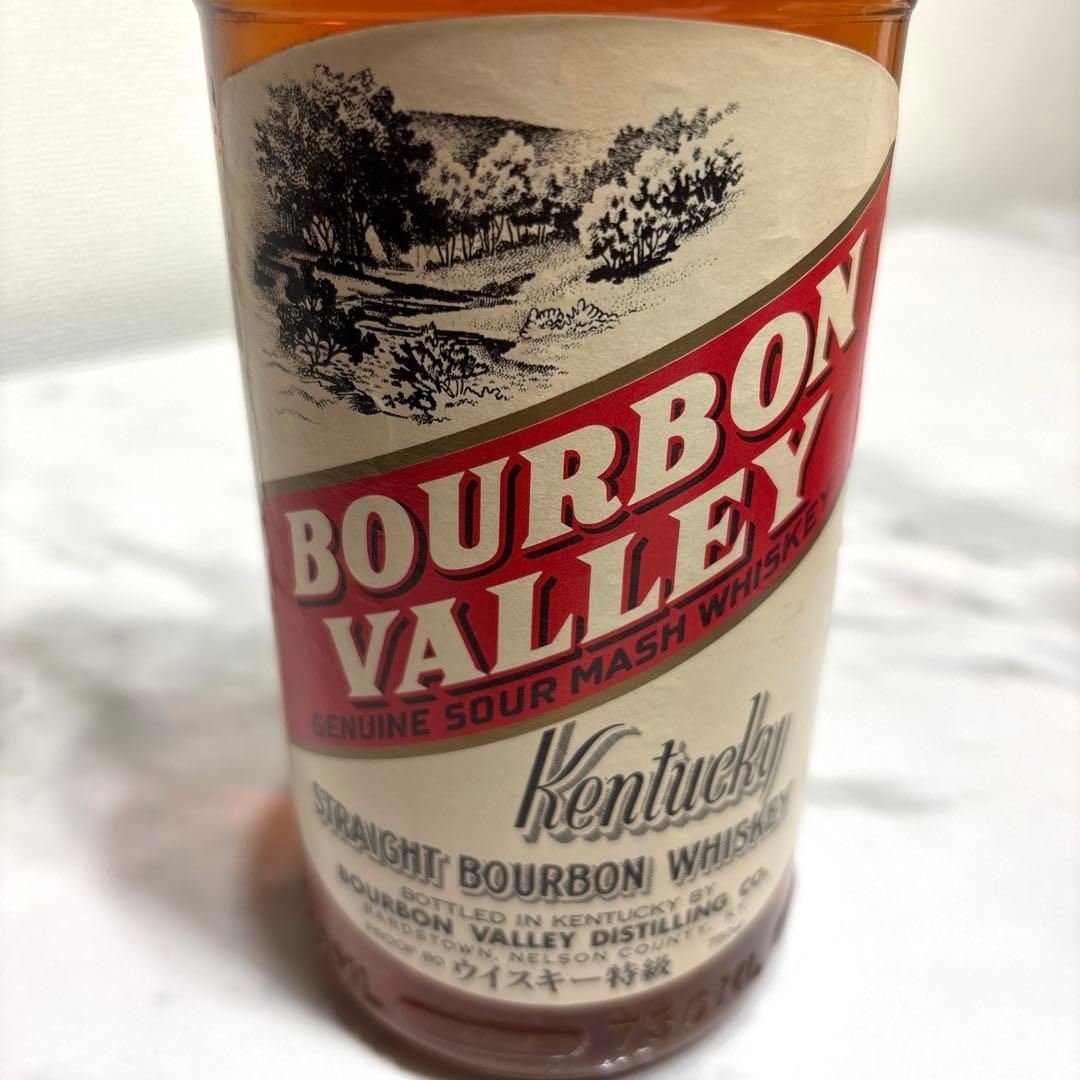 BOURBON
VALLEY
GENUINE SOUR MASH WHISKEY
Kentucky
STRAIGHT BOURBON WHISKEY
BOTTLED IN KENTUCKY BY
BOURBON VALLEY DISTILLING CO.
BARDSTOWN, NELSON COUNTY,
PROOF 80 ウイスキー特級